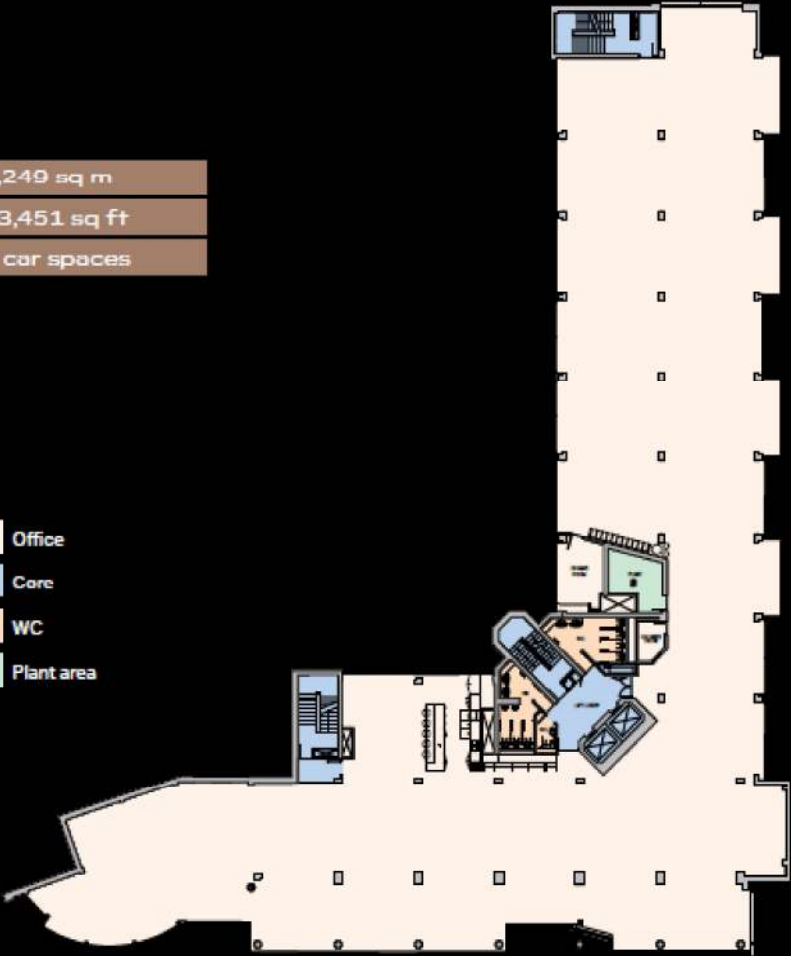 ,249 sq m
3,451 sq ft
car spaces
Office
Core
WC
Plant area